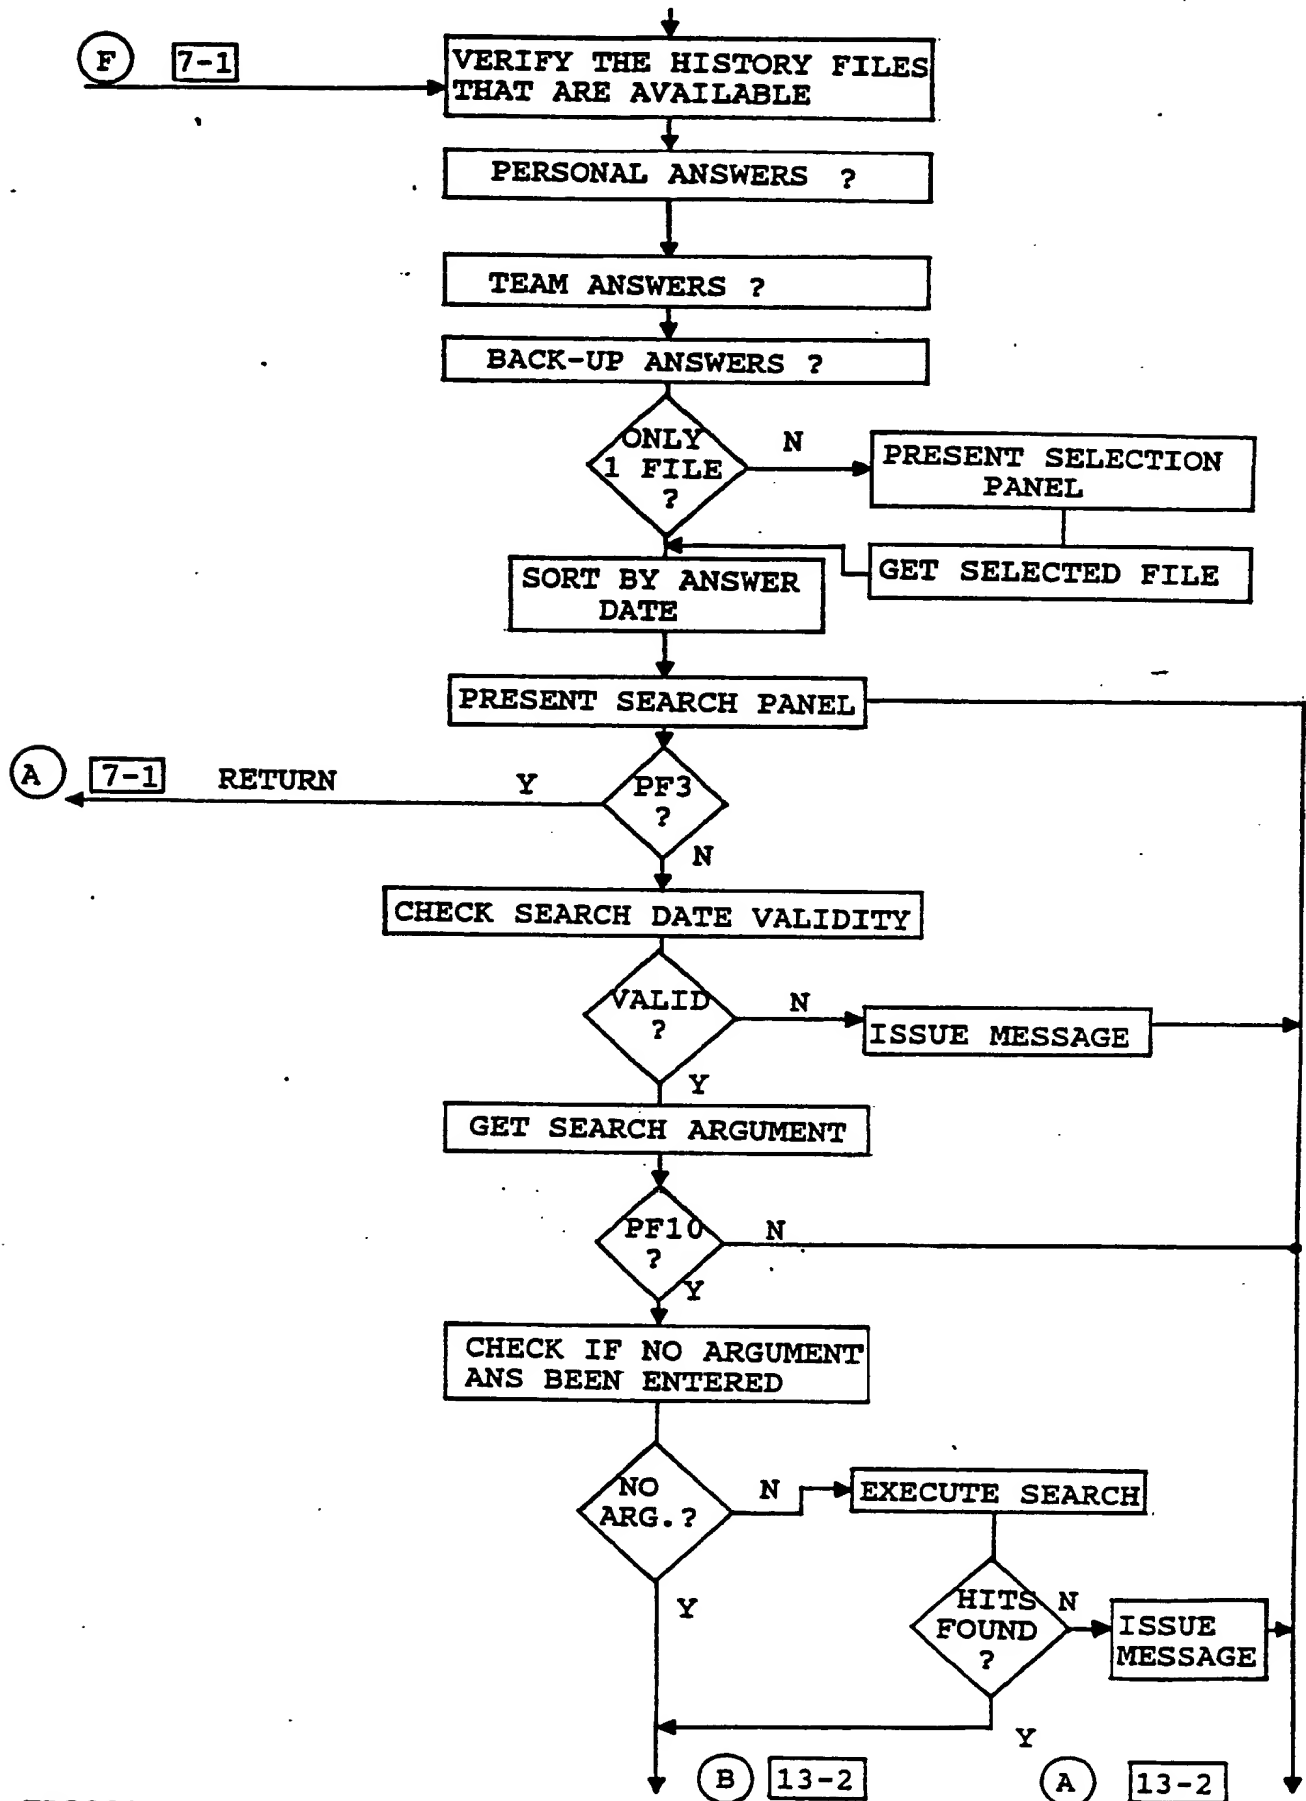 F 7-1
VERIFY THE HISTORY FILES
THAT ARE AVAILABLE
PERSONAL ANSWERS ?
TEAM ANSWERS ?
BACK-UP ANSWERS ?
ONLY
1 FILE
?
N
PRESENT SELECTION
PANEL
GET SELECTED FILE
SORT BY ANSWER
DATE
PRESENT SEARCH PANEL
A 7-1 RETURN Y
PF3
?
N
CHECK SEARCH DATE VALIDITY
VALID
?
N
ISSUE MESSAGE
Y
GET SEARCH ARGUMENT
PF10
?
N
Y
CHECK IF NO ARGUMENT
ANS BEEN ENTERED
NO
ARG.?
N
EXECUTE SEARCH
Y
HITS
FOUND
?
N
ISSUE
MESSAGE
Y
B 13-2
A 13-2